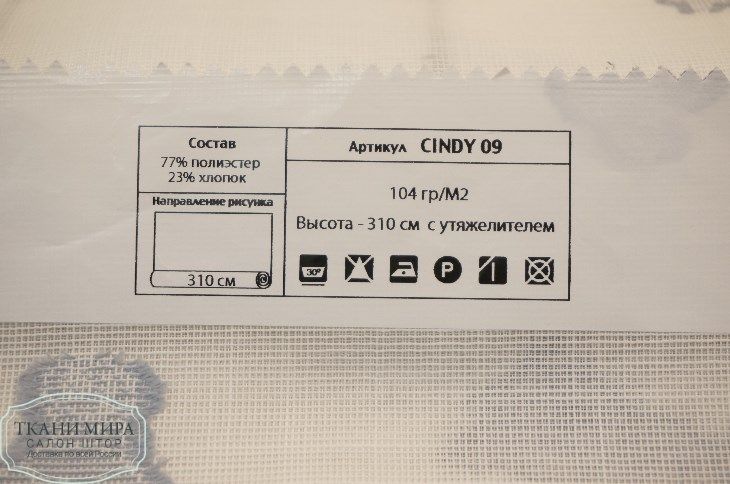 Состав
77% полиэстер
23% хлопок
Направление рисунка
310 см
Артикул CINDY 09
104 гр/М2
Высота - 310 см с утяжелителем
30°
P
ТКАНИ МИРА
САЛОН ШТОР
Доставка по всей России